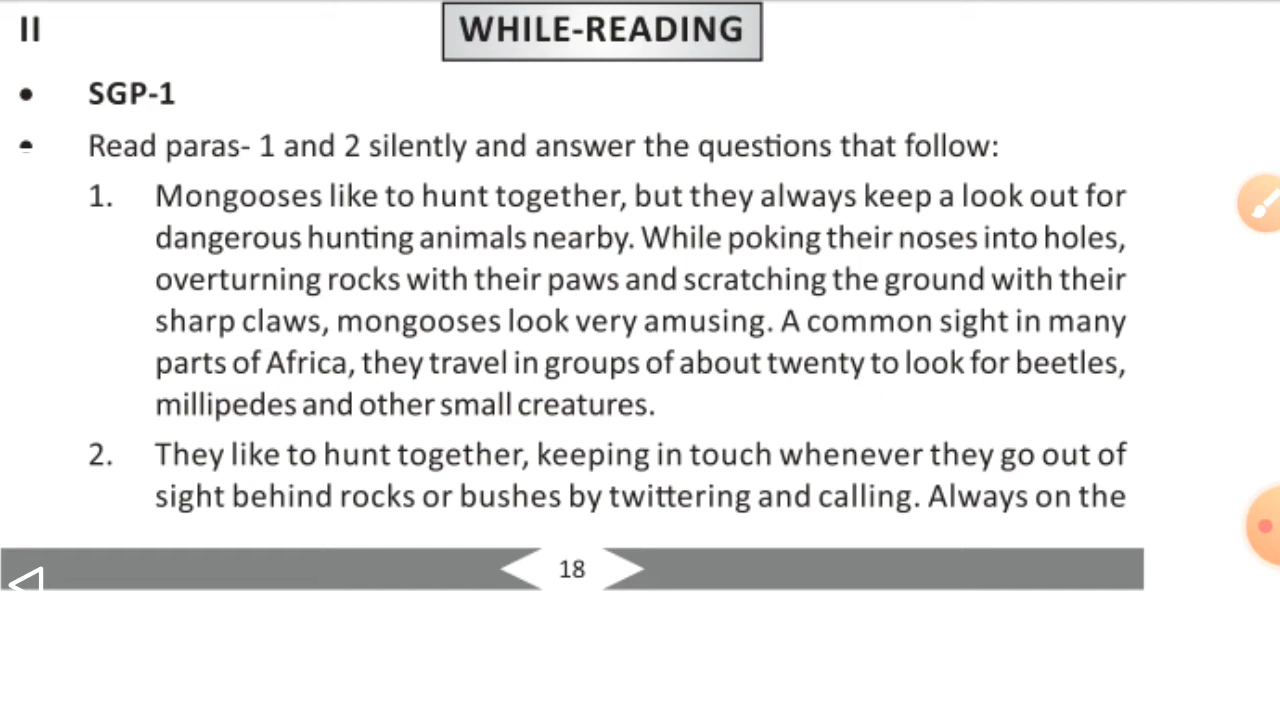 II
WHILE-READING
• SGP-1
• Read paras- 1 and 2 silently and answer the questions that follow:
1. Mongooses like to hunt together, but they always keep a look out for
dangerous hunting animals nearby. While poking their noses into holes,
overturning rocks with their paws and scratching the ground with their
sharp claws, mongooses look very amusing. A common sight in many
parts of Africa, they travel in groups of about twenty to look for beetles,
millipedes and other small creatures.
2. They like to hunt together, keeping in touch whenever they go out of
sight behind rocks or bushes by twittering and calling. Always on the
18